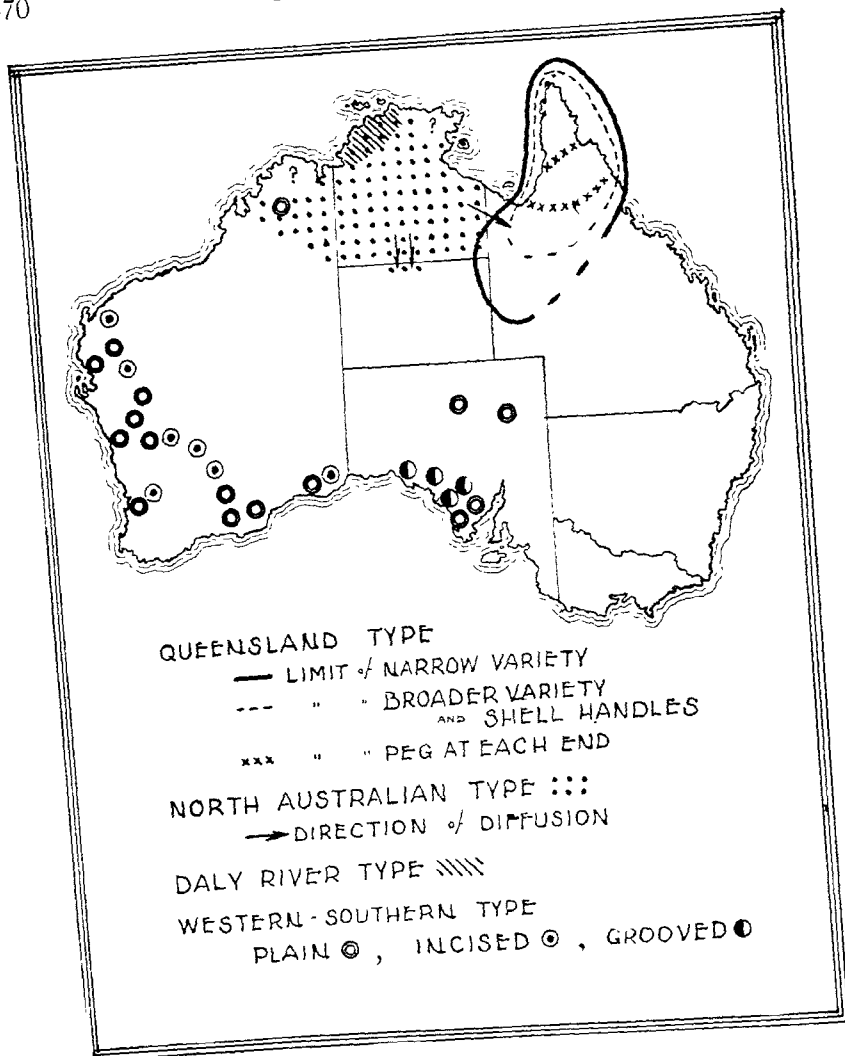 70
?
?
QUEENSLAND TYPE
LIMIT of NARROW VARIETY
" " BROADER VARIETY
AND SHELL HANDLES
xxx " " PEG AT EACH END
NORTH AUSTRALIAN TYPE
DIRECTION of DIFFUSION
DALY RIVER TYPE
WESTERN-SOUTHERN TYPE
PLAIN , INCISED , GROOVED